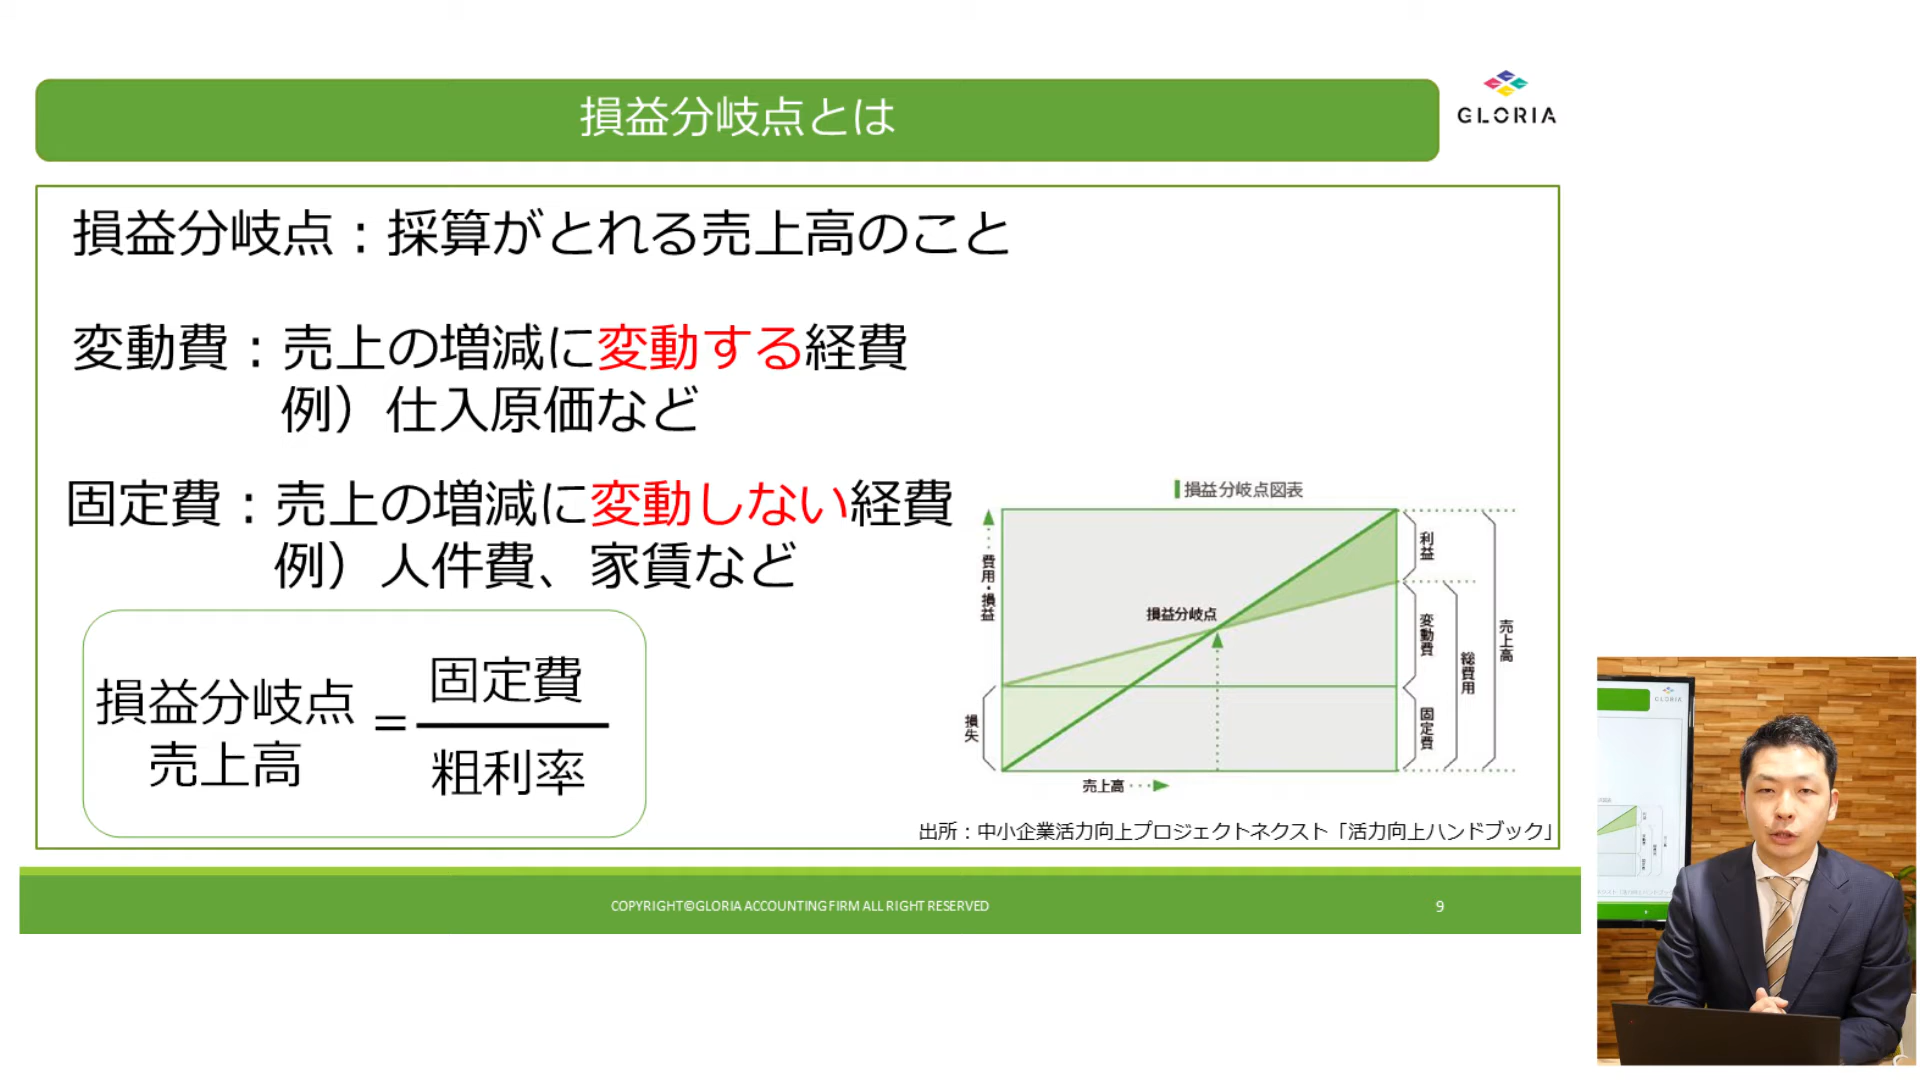 損益分岐点とは
GLORIA
損益分岐点：採算がとれる売上高のこと
変動費：売上の増減に変動する経費
例）仕入原価など
固定費：売上の増減に変動しない経費
例）人件費、家賃など
損益分岐点
売上高
=
固定費
粗利率
損益分岐点図表
費用・損益
損益分岐点
損失
売上高
利益
変動費
固定費
総費用
売上高
出所：中小企業活力向上プロジェクトネクスト「活力向上ハンドブック」
COPYRIGHT©GLORIA ACCOUNTING FIRM ALL RIGHT RESERVED
9
GLORIA